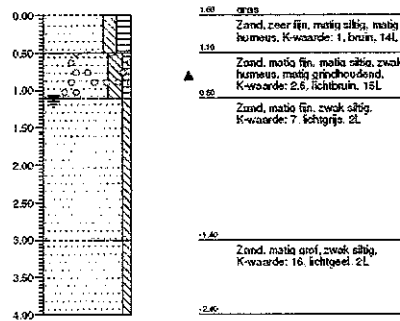 0.00
0.50
1.00
1.50
2.00
2.50
3.00
3.50
4.00
1.60
gras
Zand, zeer fijn, matig siltig, matig
humeus, K-waarde: 1, bruin, 14L
1.10
Zand, matig fijn, matig siltig, zwak
humeus, matig grindhoudend,
K-waarde: 2.6, lichtbruin, 15L
0.50
Zand, matig fijn, zwak siltig,
K-waarde: 7, lichtgrijs, 2L
-1.40
Zand, matig grof, zwak siltig,
K-waarde: 16, lichtgeel, 2L
-2.40